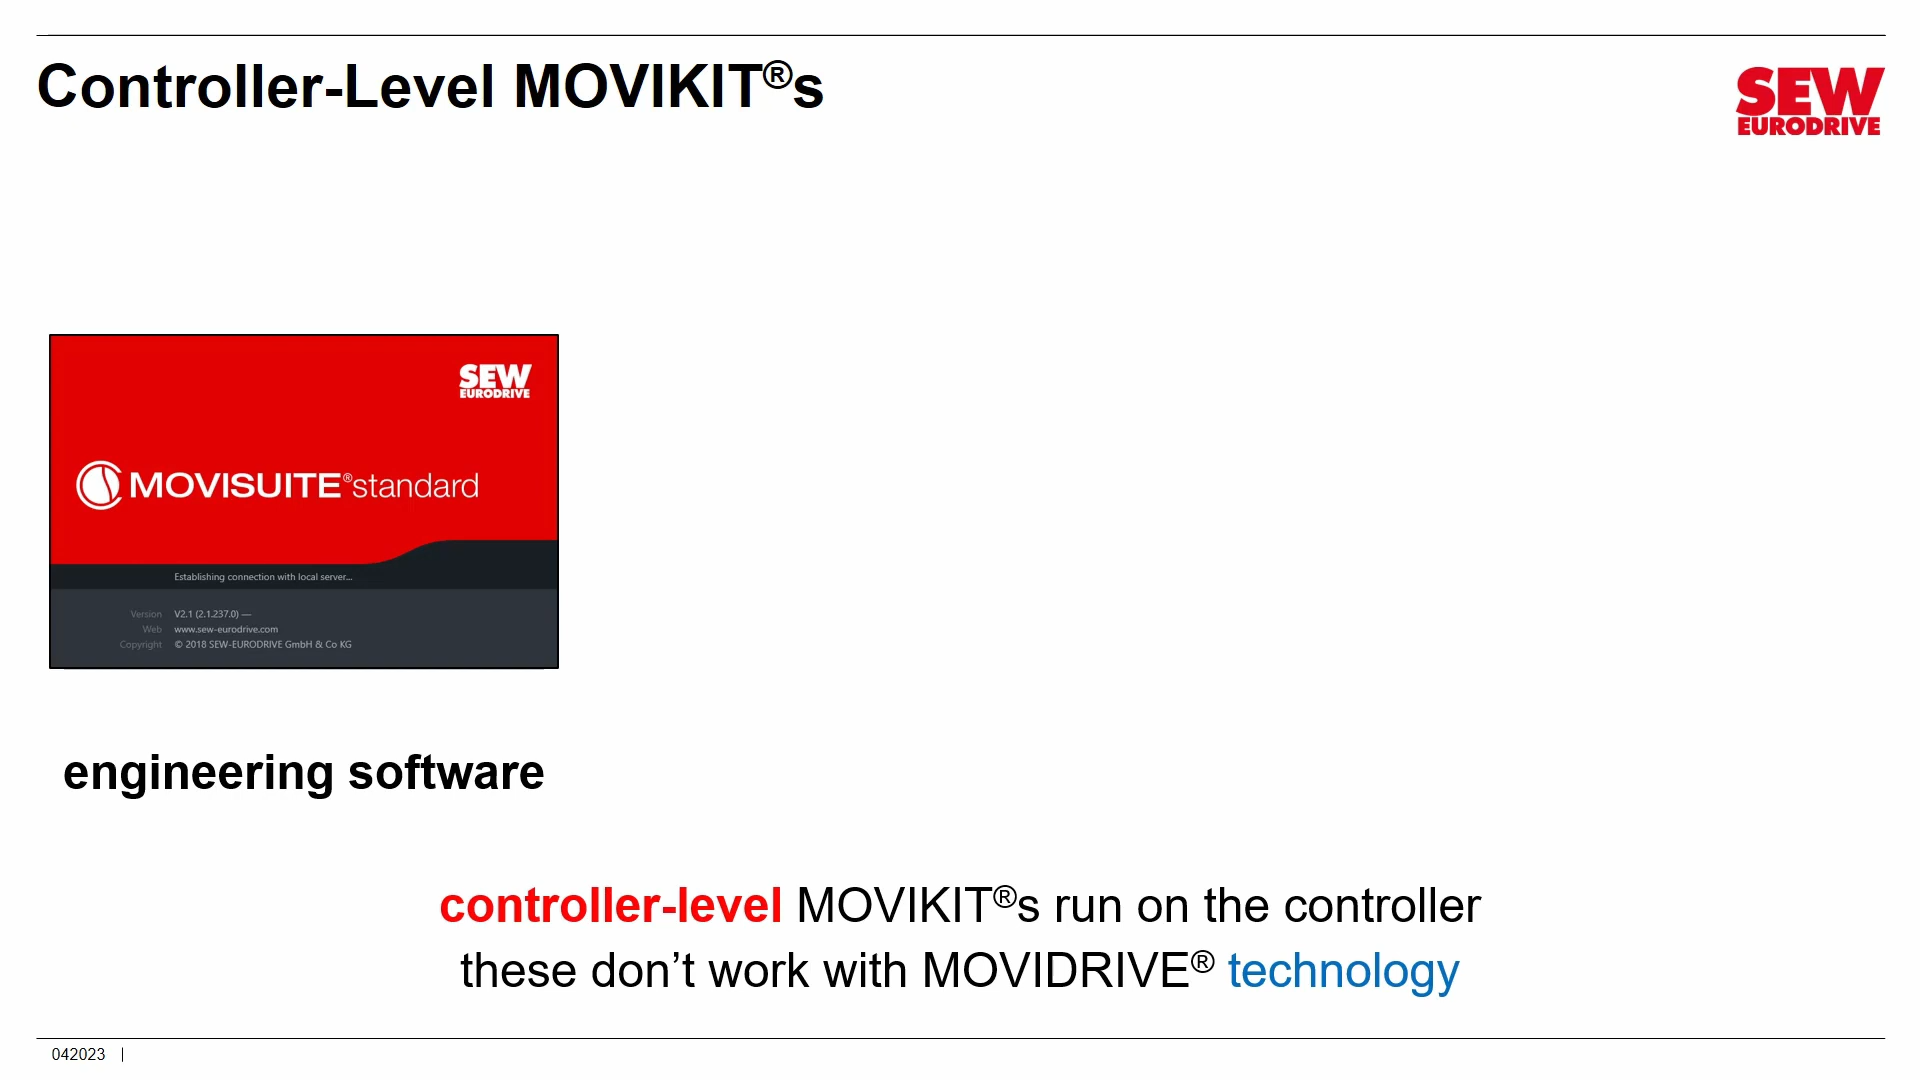 Controller-Level MOVIKIT®s
SEW
EURODRIVE
SEW
EURODRIVE
MOVISUITE®standard
Establishing connection with local server...
Version V2.1 (2.1.237.0) —
Web www.sew-eurodrive.com
Copyright © 2018 SEW-EURODRIVE GmbH & Co KG
engineering software
controller-level MOVIKIT®s run on the controller
these don’t work with MOVIDRIVE® technology
042023 |